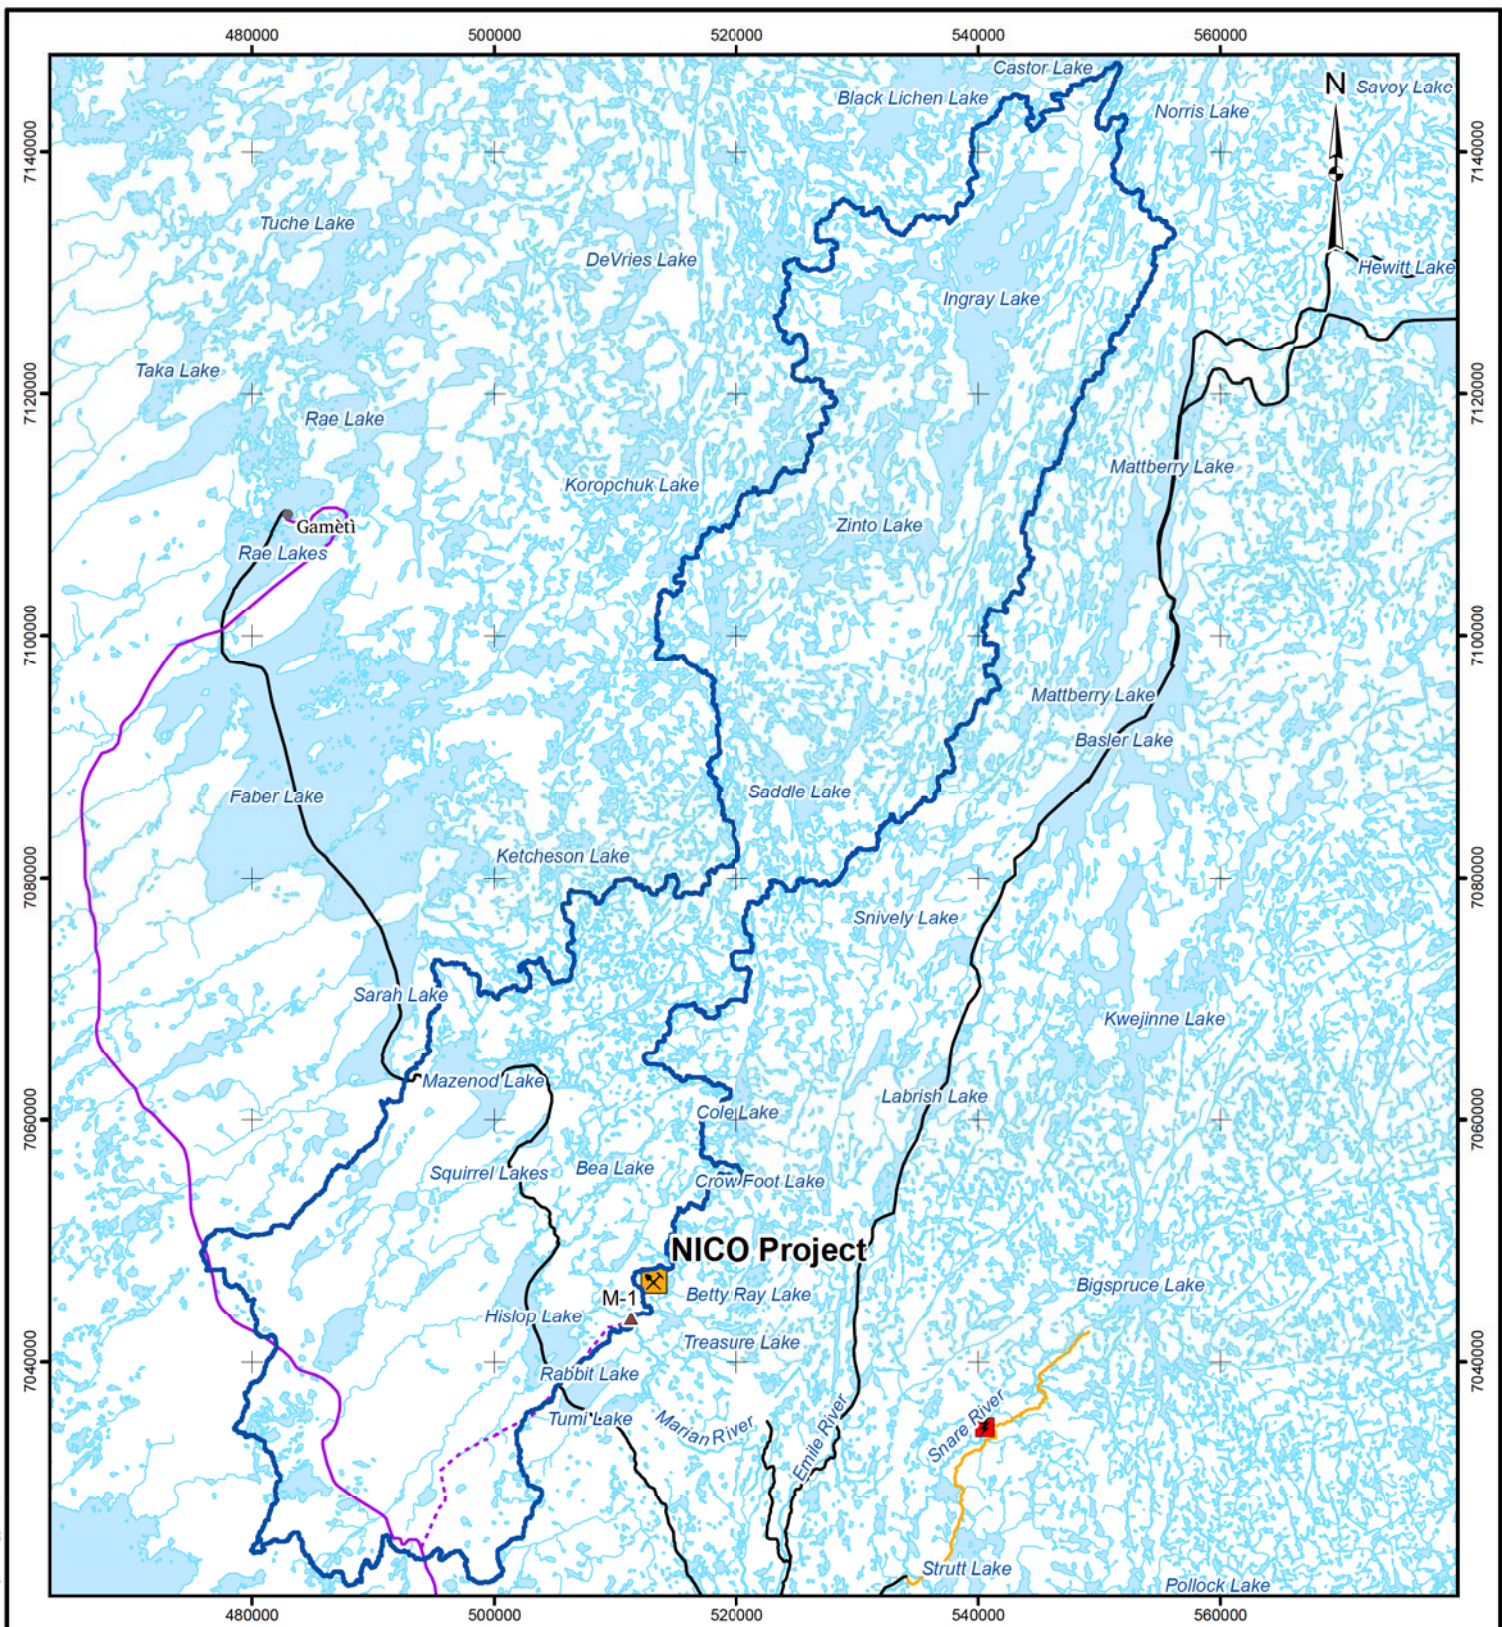 480000 500000 520000 540000 560000
Castor Lake
N
Savoy Lake
Black Lichen Lake
Norris Lake
7140000
7140000
Tuche Lake
DeVries Lake
Hewitt Lake
Ingray Lake
Taka Lake
7120000
7120000
Rae Lake
Mattberry Lake
Koropchuk Lake
Gamètì
Zinto Lake
Rae Lakes
7100000
7100000
Mattberry Lake
Basler Lake
Faber Lake
Saddle Lake
Ketcheson Lake
7080000
7080000
Snively Lake
Sarah Lake
Kwejinne Lake
Mazenod Lake
Labrish Lake
Cole Lake
7060000
7060000
Bea Lake
Squirrel Lakes
Crow Foot Lake
NICO Project
Bigspruce Lake
Betty Ray Lake
M-1
Hislop Lake
Treasure Lake
7040000
7040000
Rabbit Lake
Tumi Lake
Marian River
Emile River
Snare River
Strutt Lake
Pollock Lake
480000 500000 520000 540000 560000